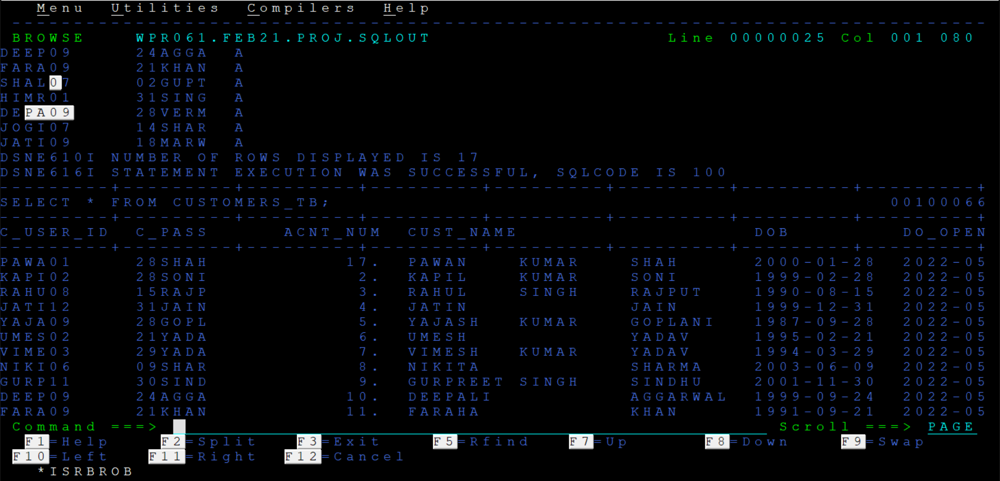 Menu Utilities Compilers Help
BROWSE WPR061.FEB21.PROJ.SQLOUT Line 00000025 Col 001 080
DEEP09 24AGGA A
FARA09 21KHAN A
SHAL07 02GUPT A
HIMR01 31SING A
DEPA09 28VERM A
JOGI07 14SHAR A
JATI09 18MARW A
DSNE610I NUMBER OF ROWS DISPLAYED IS 17
DSNE616I STATEMENT EXECUTION WAS SUCCESSFUL, SQLCODE IS 100
---------+---------+---------+---------+---------+---------+---------+---------+
SELECT * FROM CUSTOMERS_TB; 00100066
---------+---------+---------+---------+---------+---------+---------+---------+
C_USER_ID C_PASS ACNT_NUM CUST_NAME DOB DO_OPEN
---------+---------+---------+---------+---------+---------+---------+---------+
PAWA01 28SHAH 17. PAWAN KUMAR SHAH 2000-01-28 2022-05
KAPI02 28SONI 2. KAPIL KUMAR SONI 1999-02-28 2022-05
RAHU08 15RAJP 3. RAHUL SINGH RAJPUT 1990-08-15 2022-05
JATI12 31JAIN 4. JATIN JAIN 1999-12-31 2022-05
YAJA09 28GOPL 5. YAJASH KUMAR GOPLANI 1987-09-28 2022-05
UMES02 21YADA 6. UMESH YADAV 1995-02-21 2022-05
VIME03 29YADA 7. VIMESH KUMAR YADAV 1994-03-29 2022-05
NIKI06 09SHAR 8. NIKITA SHARMA 2003-06-09 2022-05
GURP11 30SIND 9. GURPREET SINGH SINDHU 2001-11-30 2022-05
DEEP09 24AGGA 10. DEEPALI AGGARWAL 1999-09-24 2022-05
FARA09 21KHAN 11. FARAHA KHAN 1991-09-21 2022-05
Command ===> Scroll ===> PAGE
F1=Help F2=Split F3=Exit F5=Rfind F7=Up F8=Down F9=Swap
F10=Left F11=Right F12=Cancel
*ISRBROB